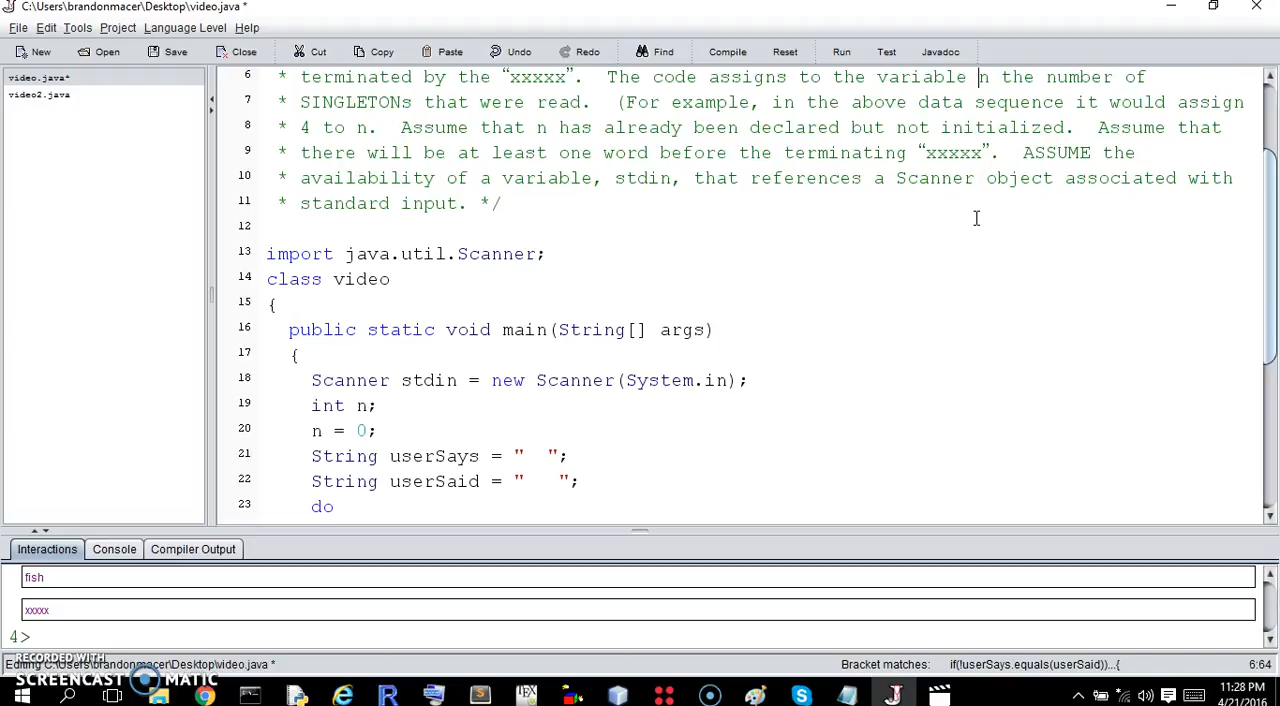 C:\Users\brandonmacer\Desktop\video.java *
File Edit Tools Project Language Level Help
New Open Save Close Cut Copy Paste Undo Redo Find Compile Reset Run Test Javadoc
video.java*
video2.java
6 * terminated by the “xxxxx”.  The code assigns to the variable n the number of
7 * SINGLETONs that were read.  (For example, in the above data sequence it would assign
8 * 4 to n.  Assume that n has already been declared but not initialized.  Assume that
9 * there will be at least one word before the terminating “xxxxx”.  ASSUME the
10 * availability of a variable, stdin, that references a Scanner object associated with
11 * standard input. */
12
13 import java.util.Scanner;
14 class video
15 {
16 public static void main(String[] args)
17 {
18 Scanner stdin = new Scanner(System.in);
19 int n;
20 n = 0;
21 String userSays = "  ";
22 String userSaid = "   ";
23 do
Interactions Console Compiler Output
fish
xxxxx
4>
Editing C:\Users\brandonmacer\Desktop\video.java * Bracket matches: if(!userSays.equals(userSaid))...{ 6:64
RECORDED WITH
SCREENCAST MATIC
11:28 PM
4/21/2016